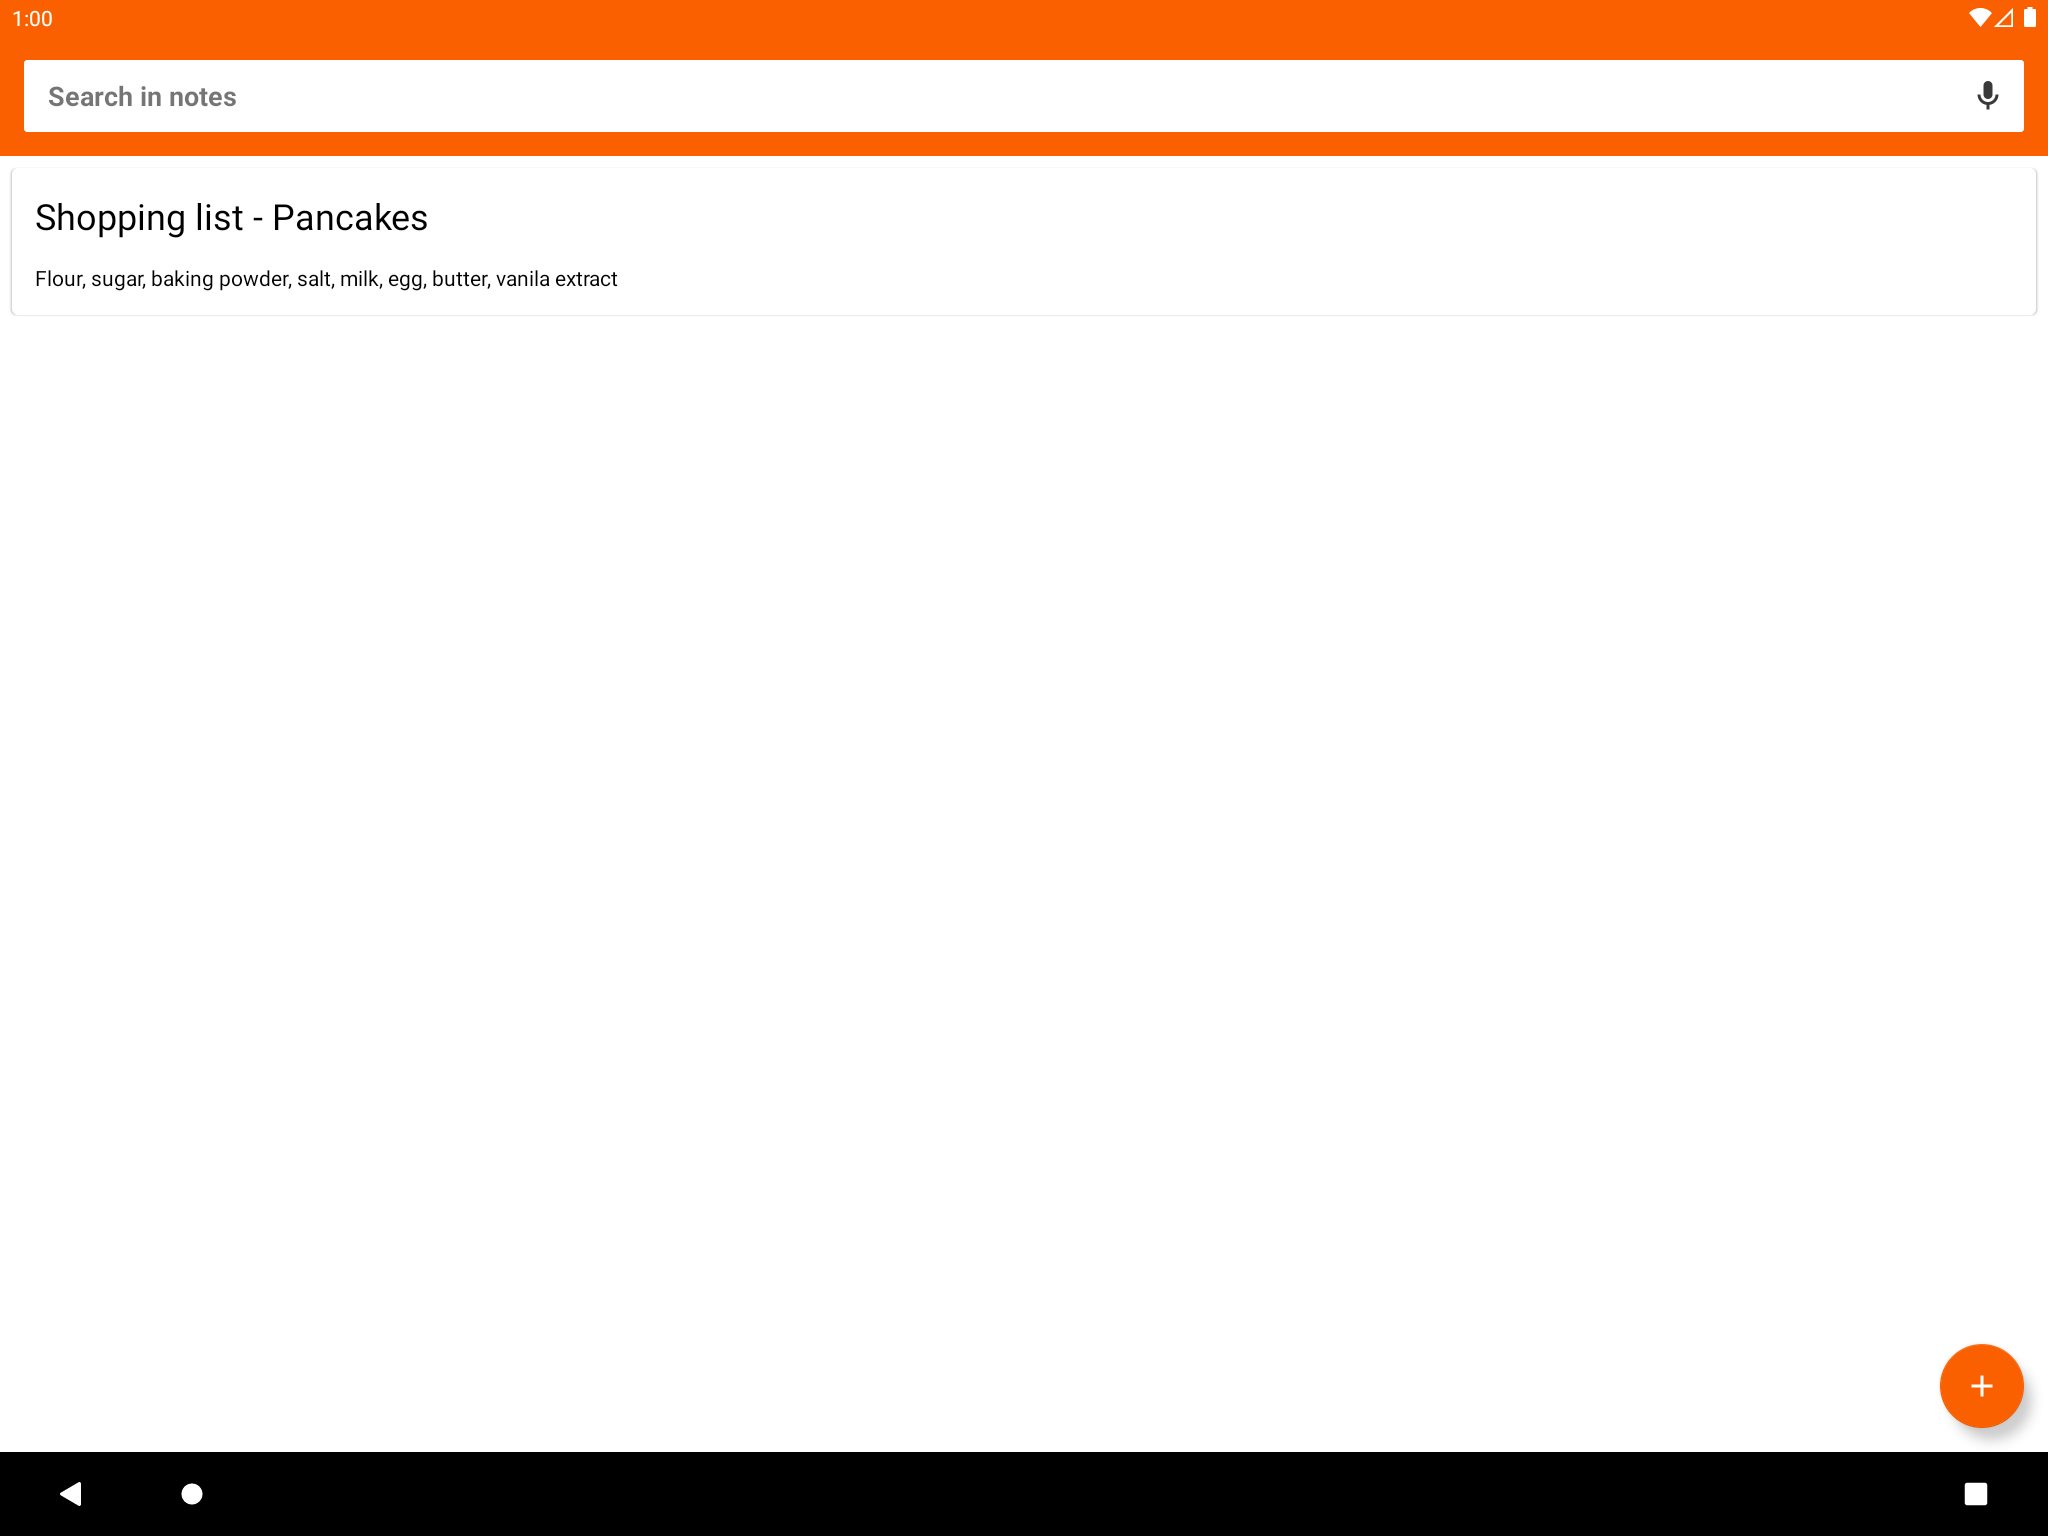 1:00
Search in notes
Shopping list - Pancakes
Flour, sugar, baking powder, salt, milk, egg, butter, vanila extract